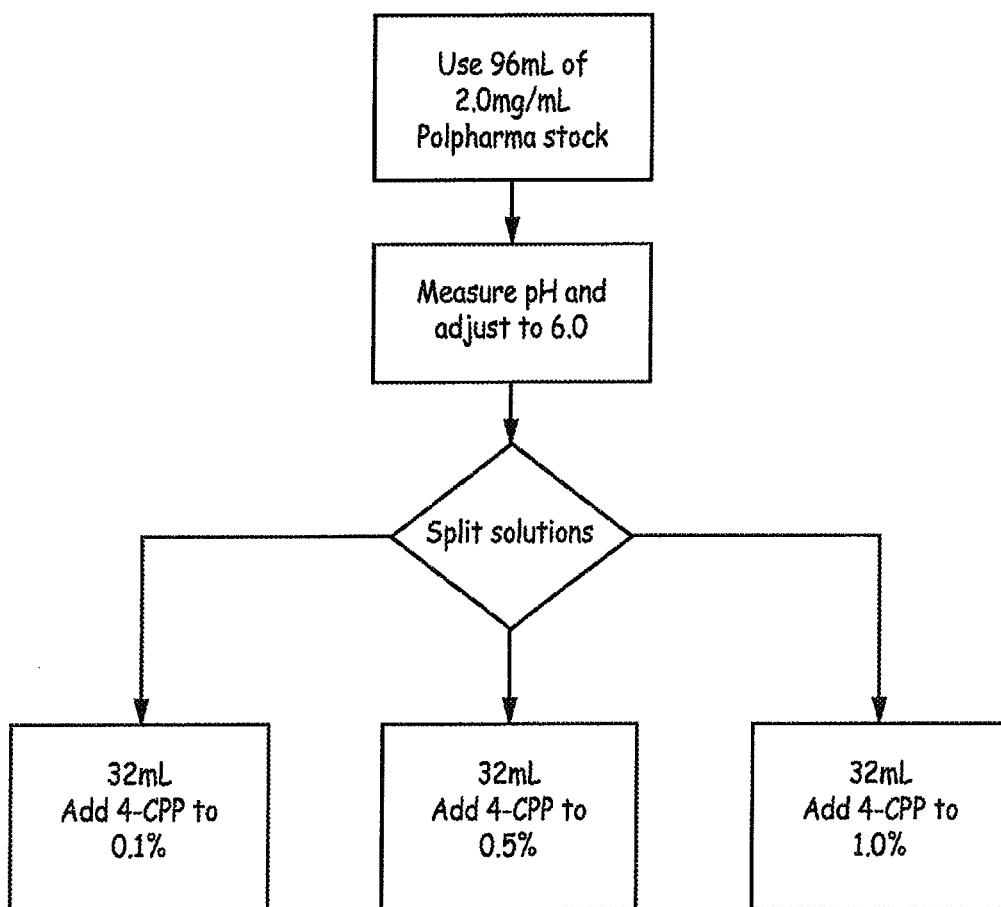 Use 96mL of
2.0mg/mL
Polpharma stock
Measure pH and
adjust to 6.0
Split solutions
32mL
Add 4-CPP to
0.1%
32mL
Add 4-CPP to
0.5%
32mL
Add 4-CPP to
1.0%